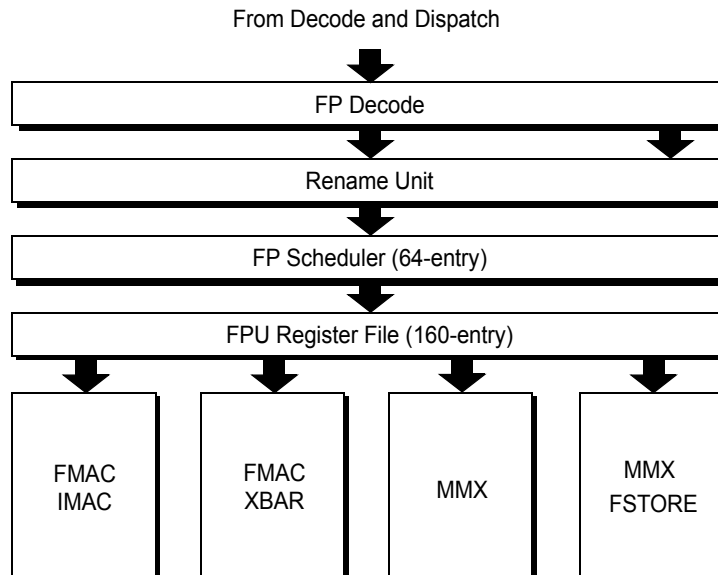 From Decode and Dispatch
FP Decode
Rename Unit
FP Scheduler (64-entry)
FPU Register File (160-entry)
FMAC
IMAC
FMAC
XBAR
MMX
MMX
FSTORE